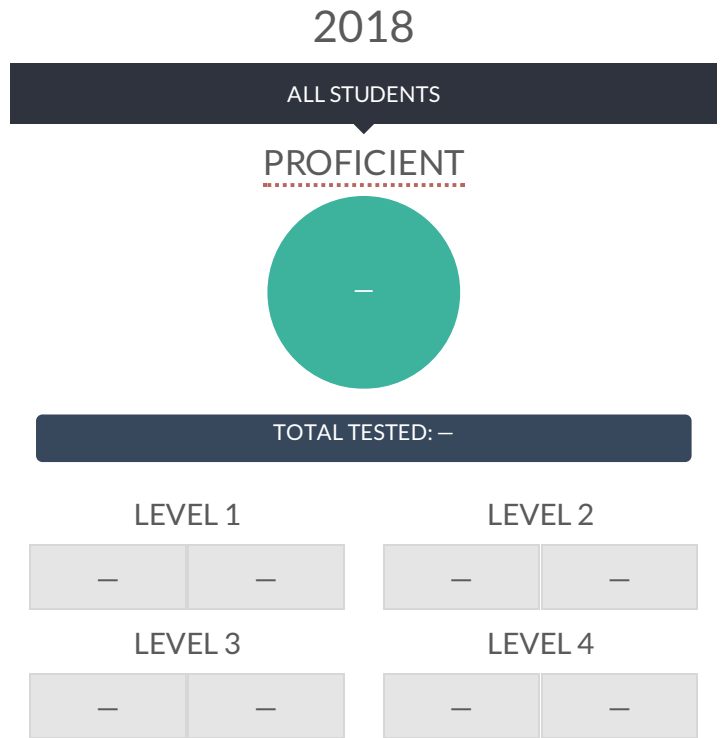 2018
ALL STUDENTS
PROFICIENT
—
TOTAL TESTED: —
LEVEL 1 LEVEL 2
— — — —
LEVEL 3 LEVEL 4
— — — —